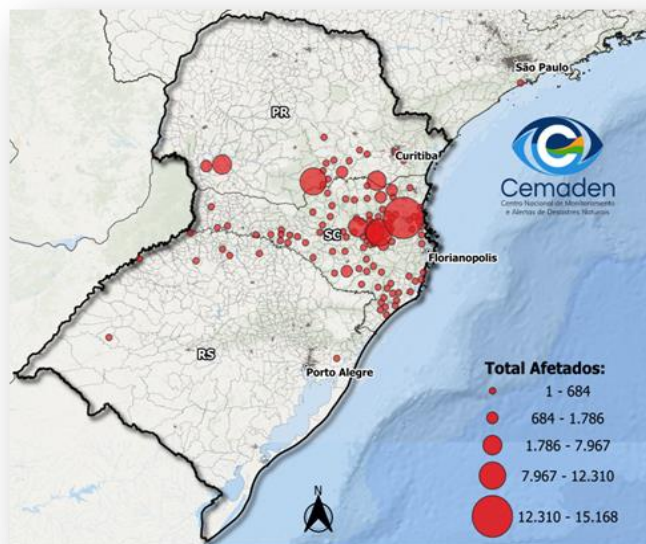 São Paulo
PR
Curitiba
Cemaden
Centro Nacional de Monitoramento
e Alertas de Desastres Naturais
SC
Florianopolis
RS
Porto Alegre
Total Afetados:
1 - 684
684 - 1.786
1.786 - 7.967
7.967 - 12.310
12.310 - 15.168
N